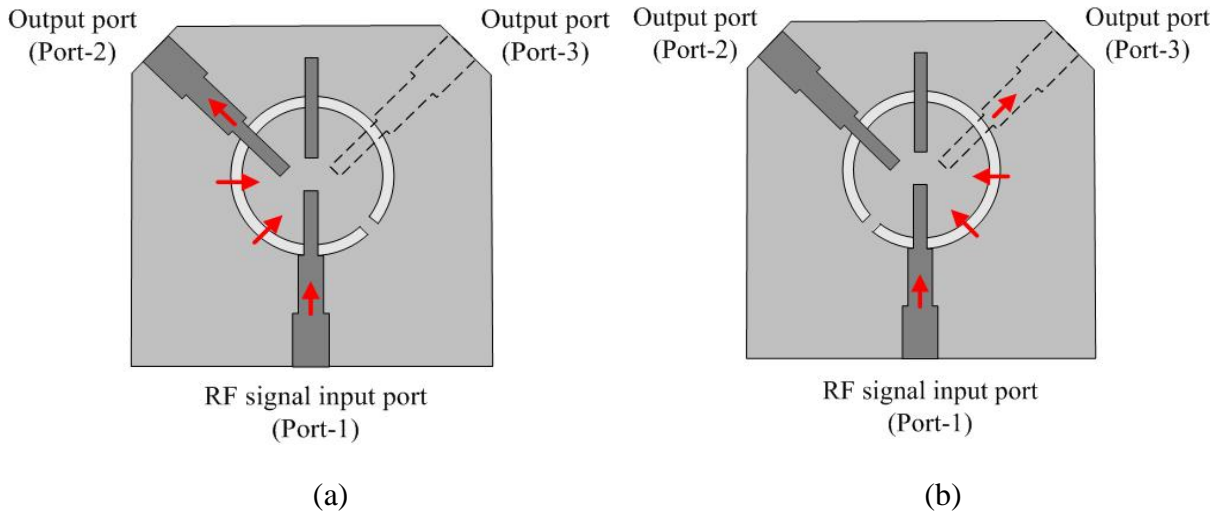 Output port
(Port-2)
Output port
(Port-3)
RF signal input port
(Port-1)
(a)
Output port
(Port-2)
Output port
(Port-3)
RF signal input port
(Port-1)
(b)